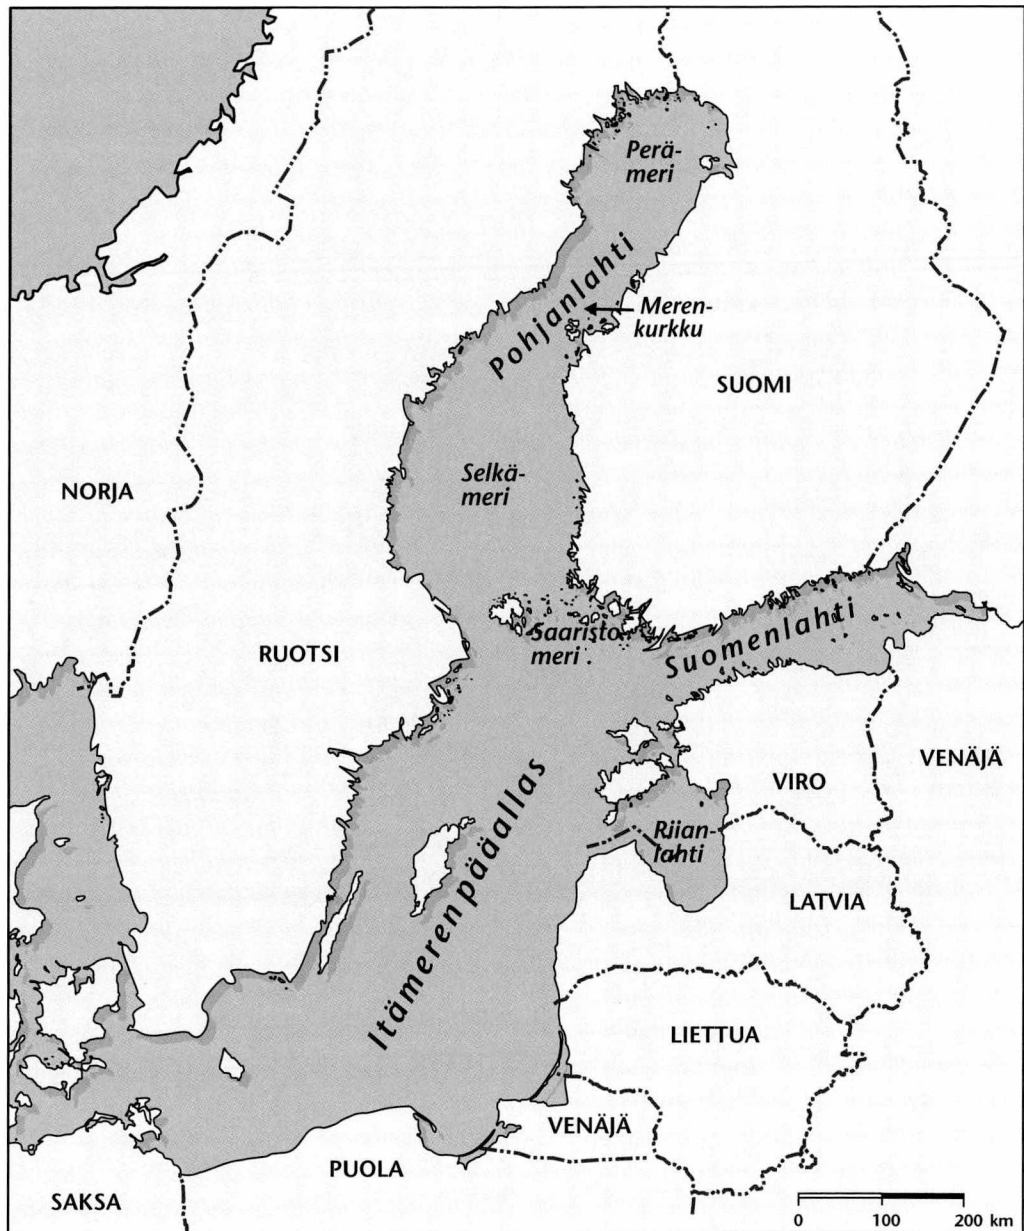 Perä-
meri
Pohjanlahti
Meren-
kurkku
SUOMI
Selkä-
meri
NORJA
Saaristo-
meri
Suomenlahti
RUOTSI
VENÄJÄ
VIRO
Riian-
lahti
Itämerenpääallas
LATVIA
LIETTUA
VENÄJÄ
PUOLA
SAKSA
0 100 200 km